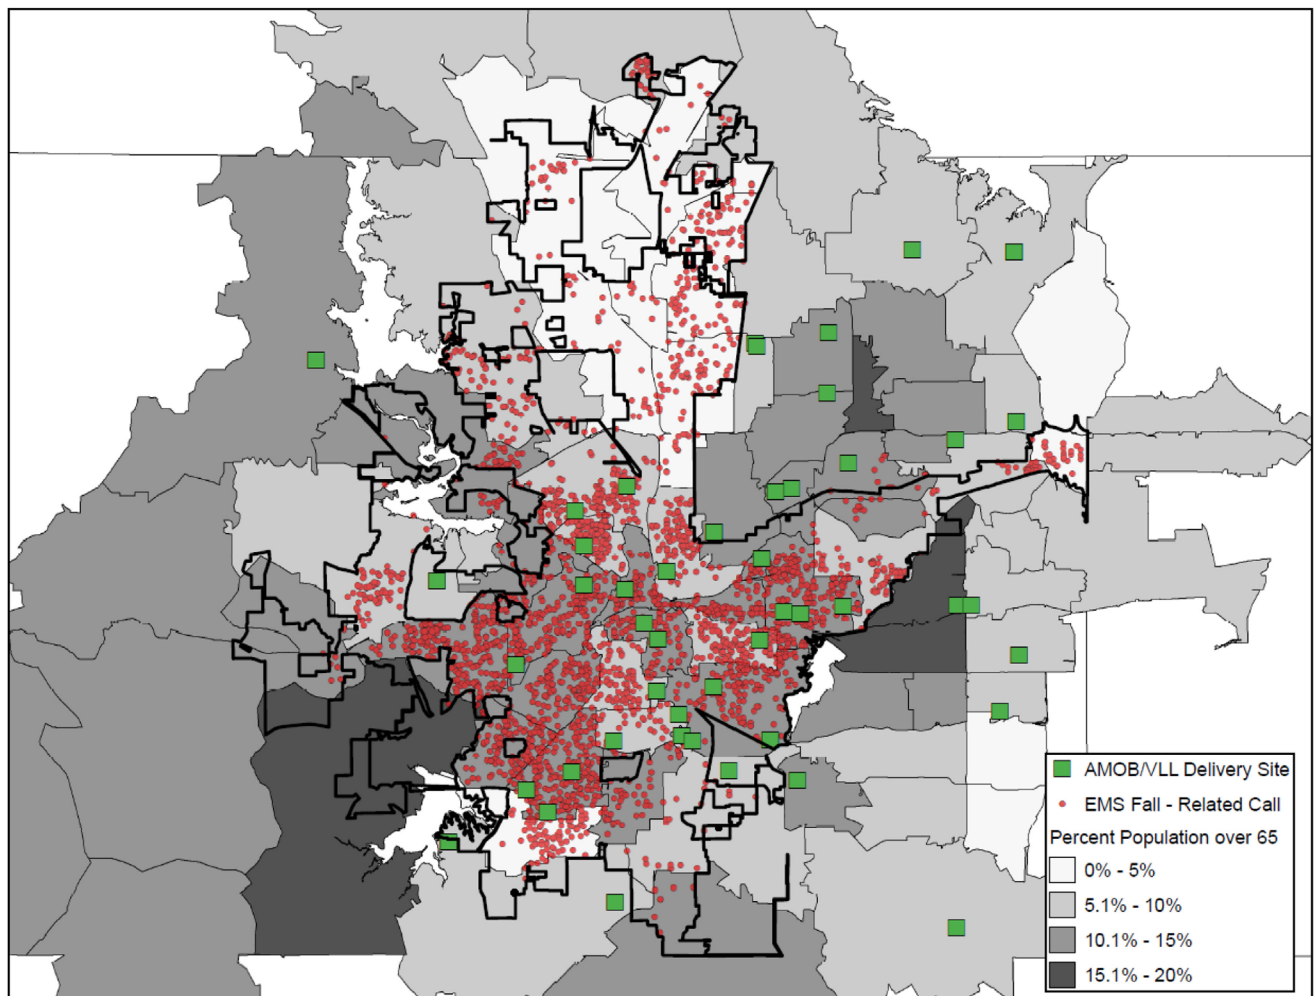 AMOB/VLL Delivery Site
EMS Fall - Related Call
Percent Population over 65
0% - 5%
5.1% - 10%
10.1% - 15%
15.1% - 20%